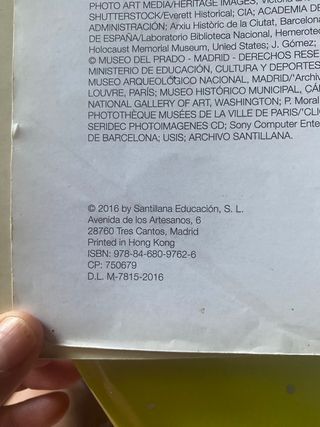 PHOTO ART MEDIA/HERITAGE IMAGES, Victoria
SHUTTERSTOCK/Everett Historical; CIA; ACADEMIA DE
ADMINISTRACIÓN; Arxiu Històric de la Ciutat, Barcelona
DE ESPAÑA/Laboratorio Biblioteca Nacional, Hemerotec
Holocaust Memorial Museum, Unied States; J. Gómez;
© MUSEO DEL PRADO - MADRID - DERECHOS RESE
MINISTERIO DE EDUCACIÓN, CULTURA Y DEPORTES
MUSEO ARQUEOLÓGICO NACIONAL, MADRID/"Archiv
LOUVRE, PARÍS; MUSEO HISTÓRICO MUNICIPAL, CÁ
NATIONAL GALLERY OF ART, WASHINGTON; P. Moral
PHOTOTHÈQUE MUSÉES DE LA VILLE DE PARIS/"CLI
SERIDEC PHOTOIMAGENES CD; Sony Computer Ente
DE BARCELONA; USIS; ARCHIVO SANTILLANA.
© 2016 by Santillana Educación, S. L.
Avenida de los Artesanos, 6
28760 Tres Cantos, Madrid
Printed in Hong Kong
ISBN: 978-84-680-9762-6
CP: 750679
D.L. M-7815-2016